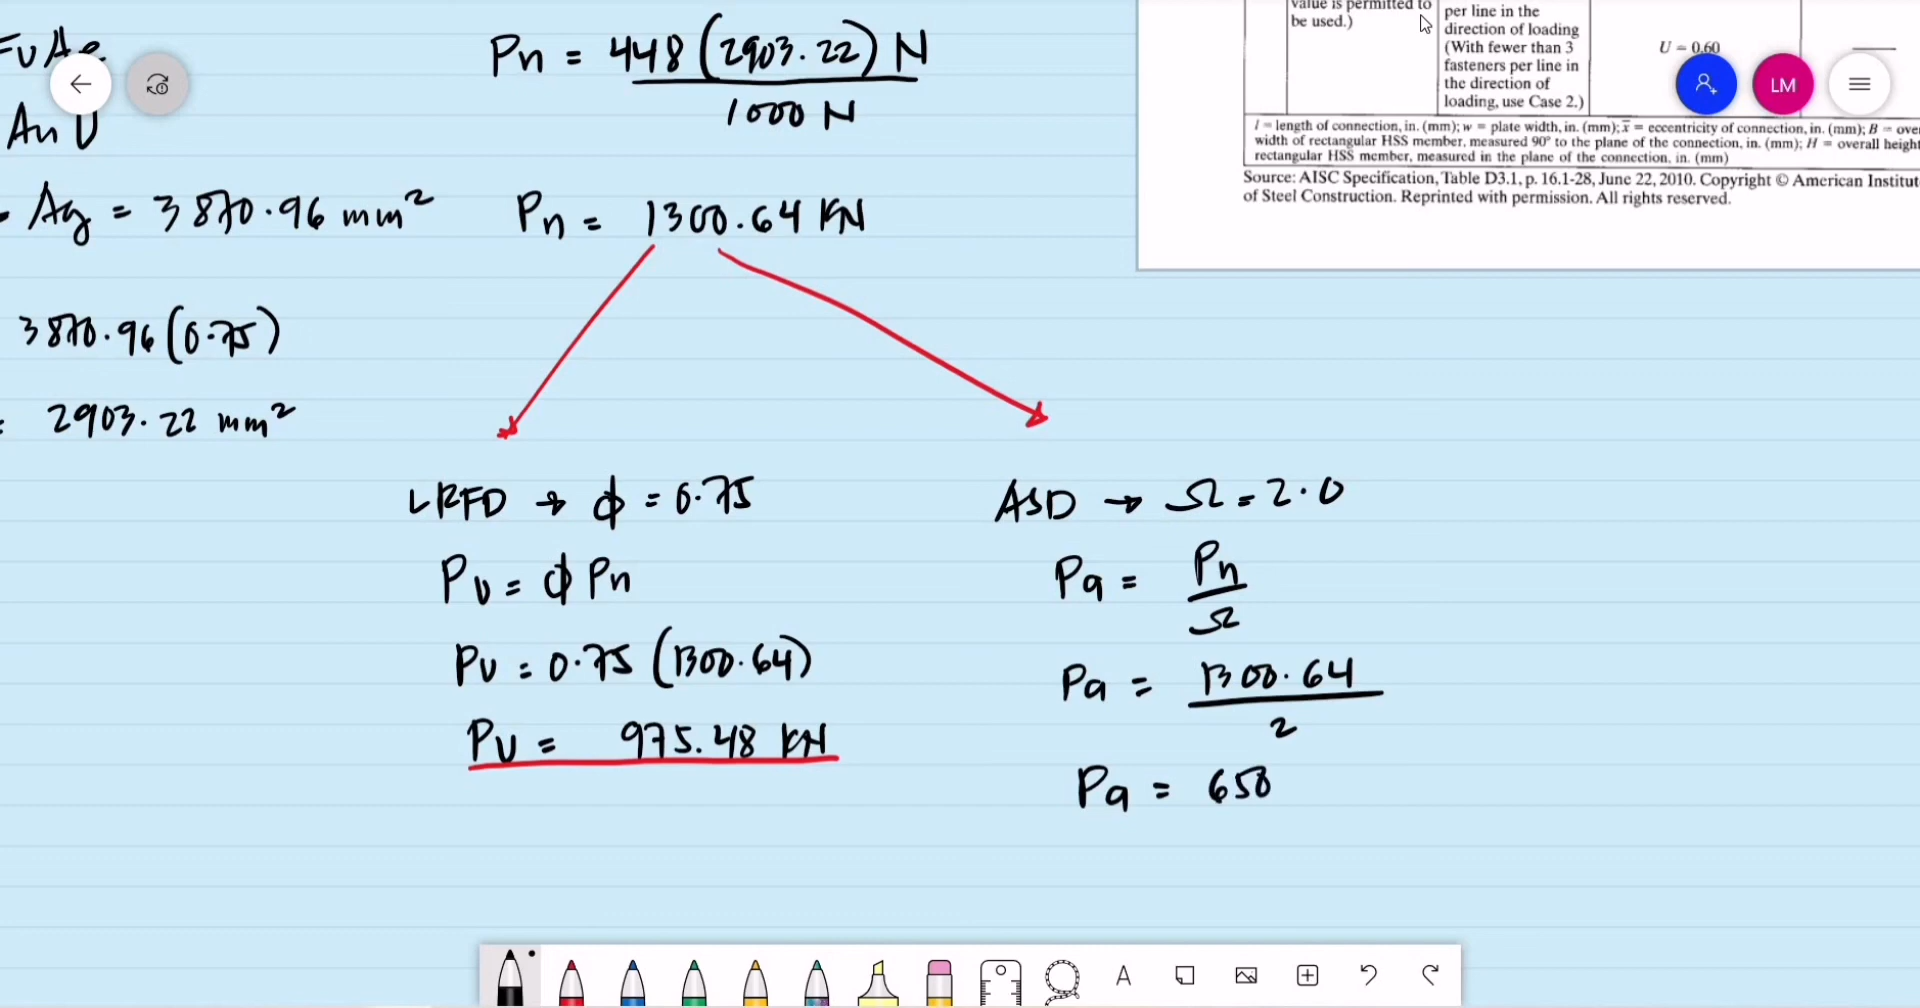 Fu Ae
An U
Ag = 3870.96 mm²
3870.96 (0.75)
= 2903.22 mm²
Pn = 448 (2903.22) N
1000 N
Pn = 1300.64 KN
LRFD → ϕ = 0.75
PU = ϕ Pn
PU = 0.75 (1300.64)
PU = 975.48 KN
ASD → Ω = 2.0
Pa = Pn
Ω
Pa = 1300.64
2
Pa = 650
value is permitted to
be used.)
per line in the
direction of loading
(With fewer than 3
fasteners per line in
the direction of
loading, use Case 2.)
U = 0.60
LM
l = length of connection, in. (mm); w = plate width, in. (mm); x̄ = eccentricity of connection, in. (mm); B = over
width of rectangular HSS member, measured 90° to the plane of the connection, in. (mm); H = overall height
rectangular HSS member, measured in the plane of the connection, in. (mm)
Source: AISC Specification, Table D3.1, p. 16.1-28, June 22, 2010. Copyright © American Institut
of Steel Construction. Reprinted with permission. All rights reserved.
A